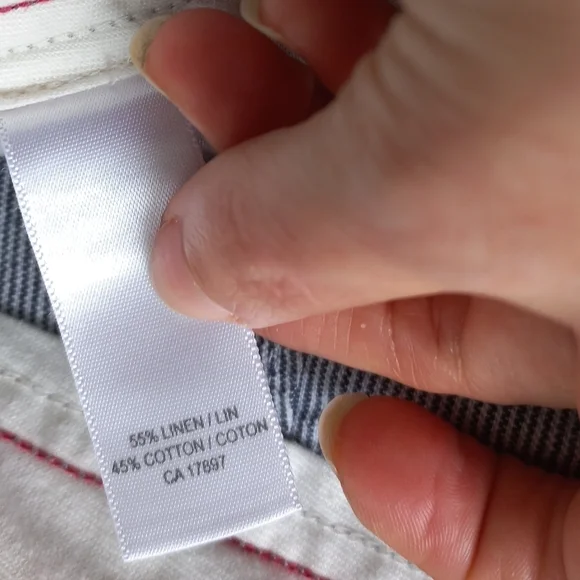 55% LINEN / LIN
45% COTTON / COTON
CA 17897